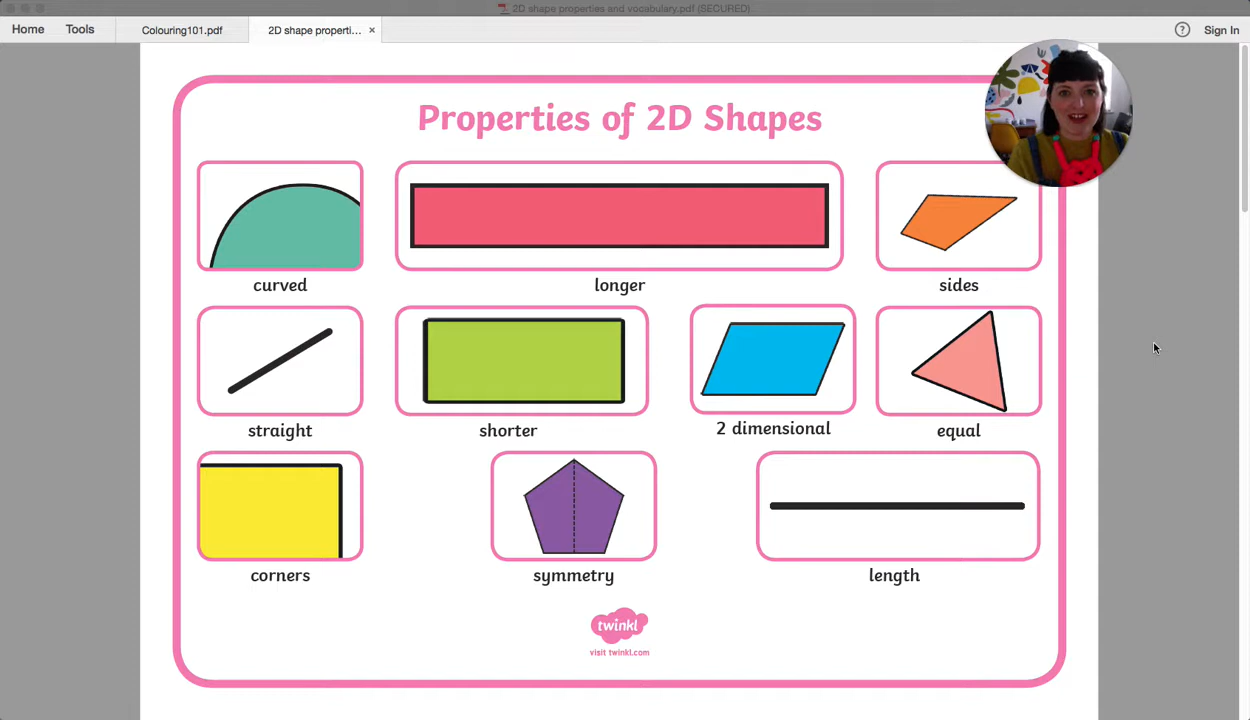 2D shape properties and vocabulary.pdf (SECURED)
Home Tools Colouring101.pdf 2D shape properti... × ? Sign In
Properties of 2D Shapes
curved longer sides
straight shorter 2 dimensional equal
corners symmetry length
twinkl
visit twinkl.com